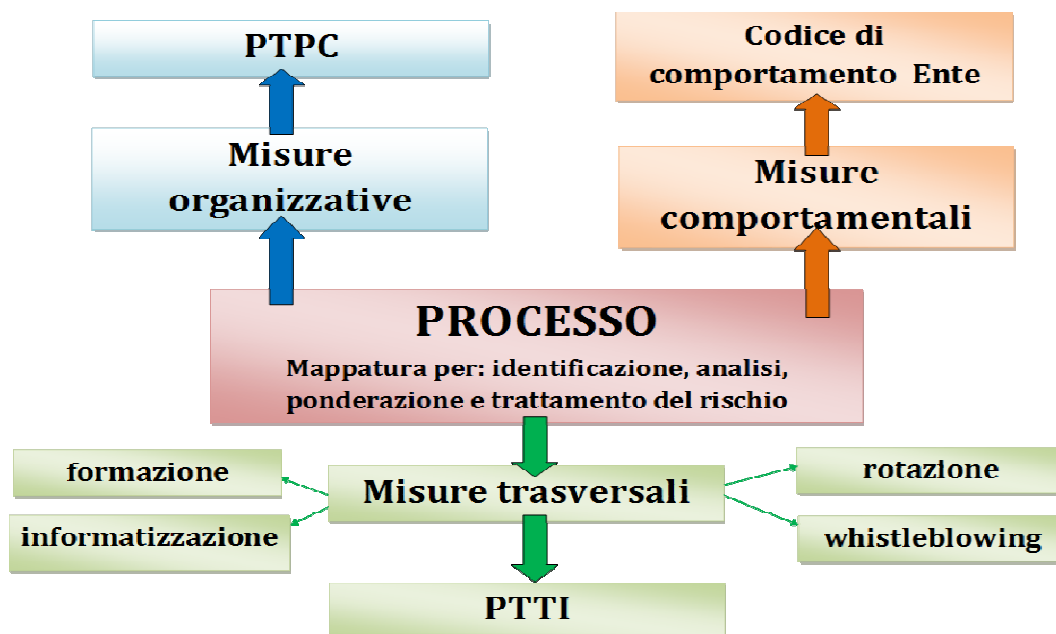 PTPC
Codice di
comportamento Ente
Misure
organizzative
Misure
comportamentali
PROCESSO
Mappatura per: identificazione, analisi,
ponderazione e trattamento del rischio
formazione
Misure trasversali
rotazione
informatizzazione
whistleblowing
PTTI